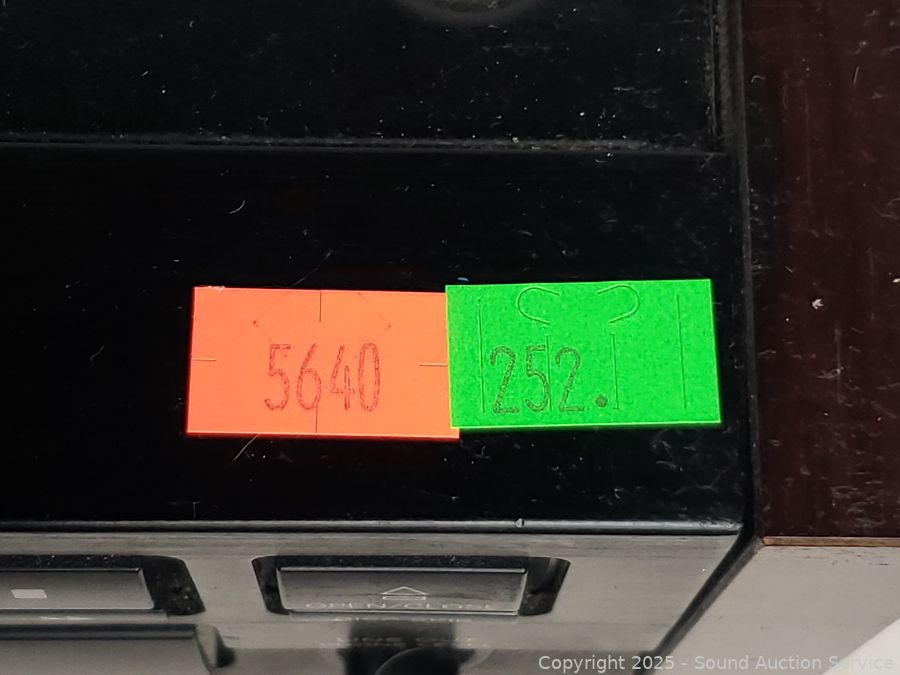 5640
252.
OPEN/CLOSE
Copyright 2025 - Sound Auction Service